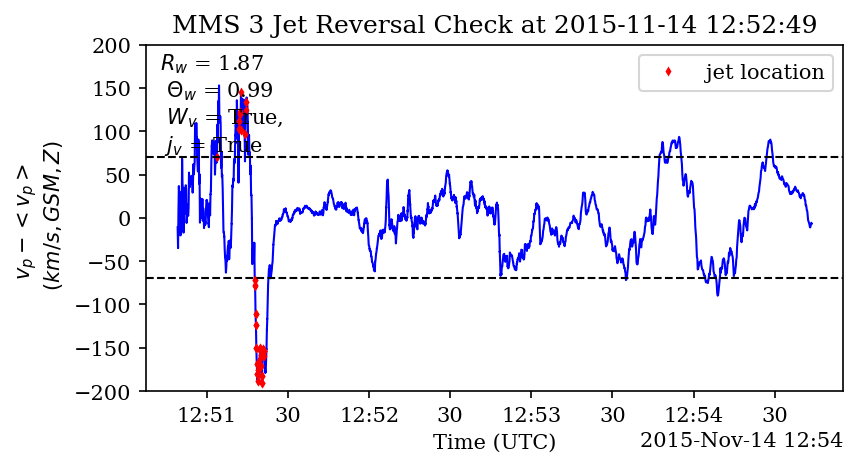 MMS 3 Jet Reversal Check at 2015-11-14 12:52:49
R_w = 1.87
Θ_w = 0.99
W_v = True,
j_v = True
jet location
200
150
100
50
0
−50
−100
−150
−200
v_p − < v_p >
(km/s, GSM, Z)
12:51 30 12:52 30 12:53 30 12:54 30
Time (UTC)
2015-Nov-14 12:54